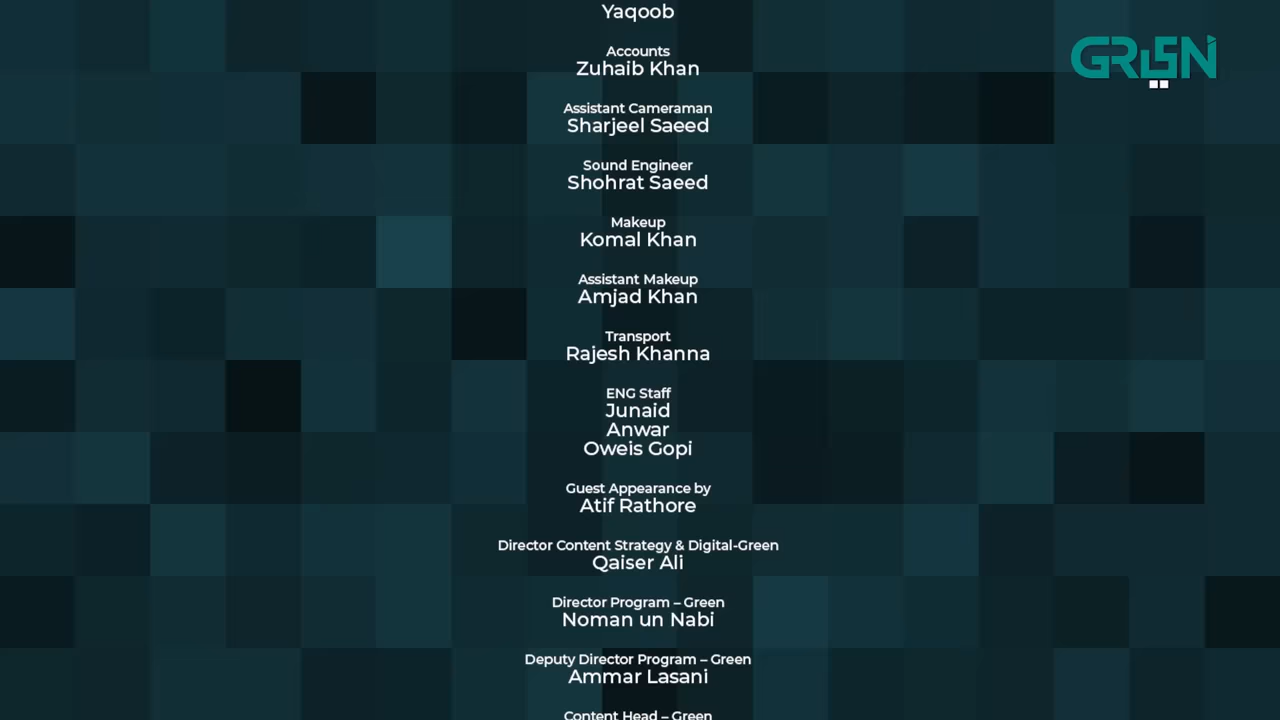 Yaqoob
GREEN
Accounts
Zuhaib Khan
Assistant Cameraman
Sharjeel Saeed
Sound Engineer
Shohrat Saeed
Makeup
Komal Khan
Assistant Makeup
Amjad Khan
Transport
Rajesh Khanna
ENG Staff
Junaid
Anwar
Oweis Gopi
Guest Appearance by
Atif Rathore
Director Content Strategy & Digital-Green
Qaiser Ali
Director Program – Green
Noman un Nabi
Deputy Director Program – Green
Ammar Lasani
Content Head – Green